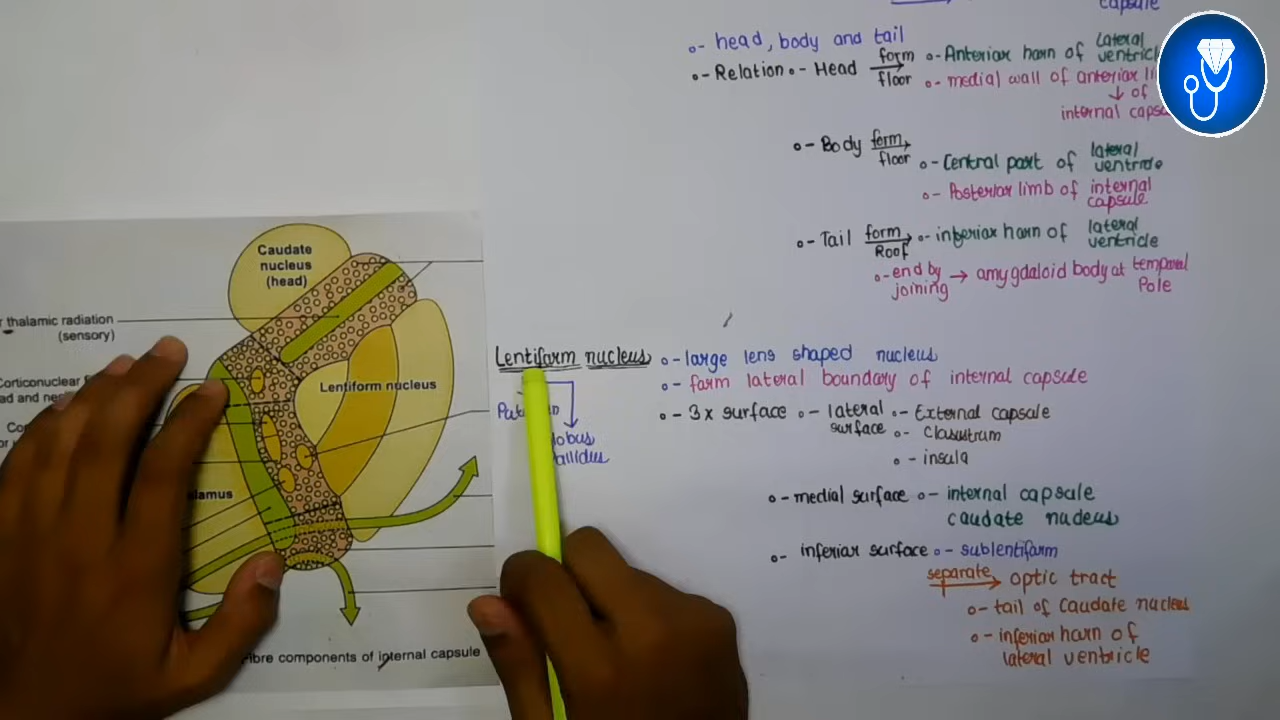 capsule
o- head, body and tail
o- Relation o- Head form floor o- Anterior horn of lateral ventricle
o- medial wall of anterior
of
internal
o- Body form floor o- Central part of lateral ventricle
o- Posterior limb of internal capsule
o- Tail form Roof o- inferior horn of lateral ventricle
o- end by joining → amygdaloid body at temporal Pole
Caudate
nucleus
(head)
thalamic radiation
(sensory)
Corticonuclear
Lentiform nucleus
Fibre components of internal capsule
Lentiform nucleus o- large lens shaped nucleus
o- form lateral boundary of internal capsule
o- 3 x surface o- lateral surface o- External capsule
o- Claustrum
o- insula
o- medial surface o- internal capsule
caudate nucleus
o- inferior surface o- sublentiform
separate → optic tract
o- tail of Caudate nucleus
o- inferior horn of
lateral ventricle